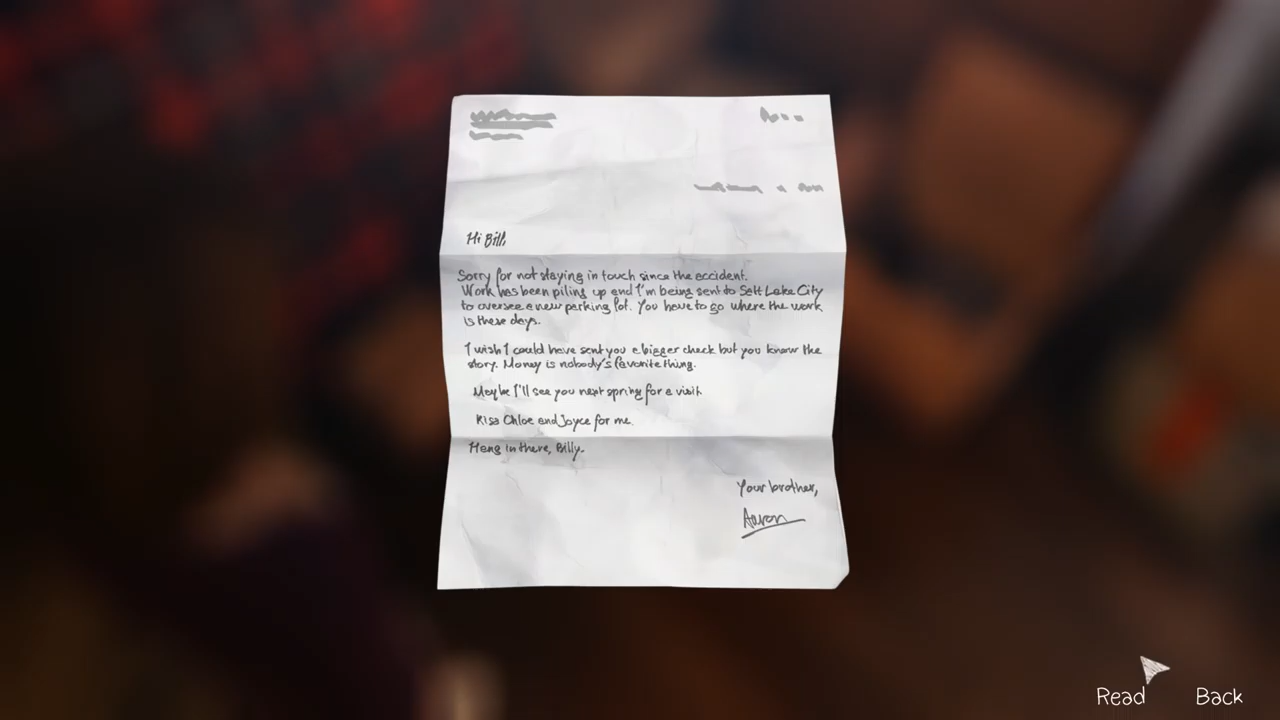 Hi Bill,
Sorry for not staying in touch since the accident.
Work has been piling up and I'm being sent to Salt Lake City
to oversee a new parking lot. You have to go where the work
is these days.
I wish I could have sent you a bigger check but you know the
story. Money is nobody's favorite thing.
Maybe I'll see you next spring for a visit.
Kiss Chloe and Joyce for me.
Hang in there, Billy.
Your brother,
Aaron
Read Back